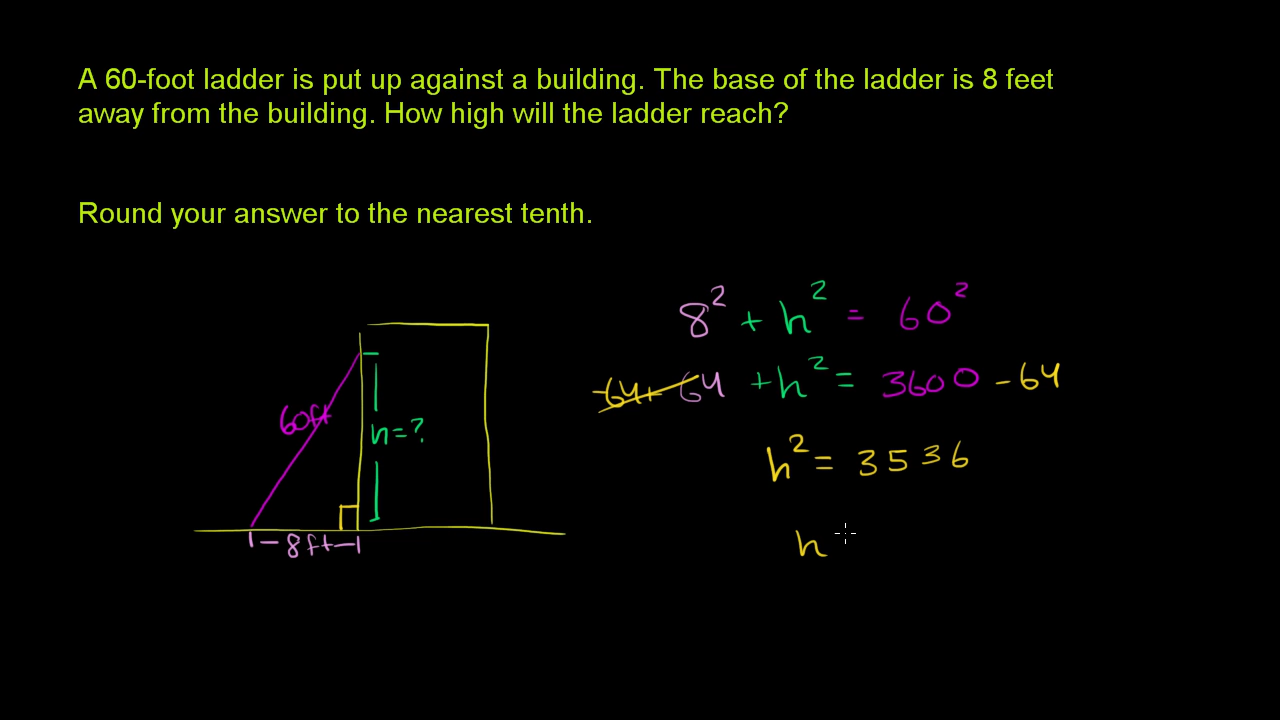 A 60-foot ladder is put up against a building. The base of the ladder is 8 feet
away from the building. How high will the ladder reach?
Round your answer to the nearest tenth.
60ft
h=?
8ft
8² + h² = 60²
-64+ 64 + h² = 3600 - 64
h² = 3536
h